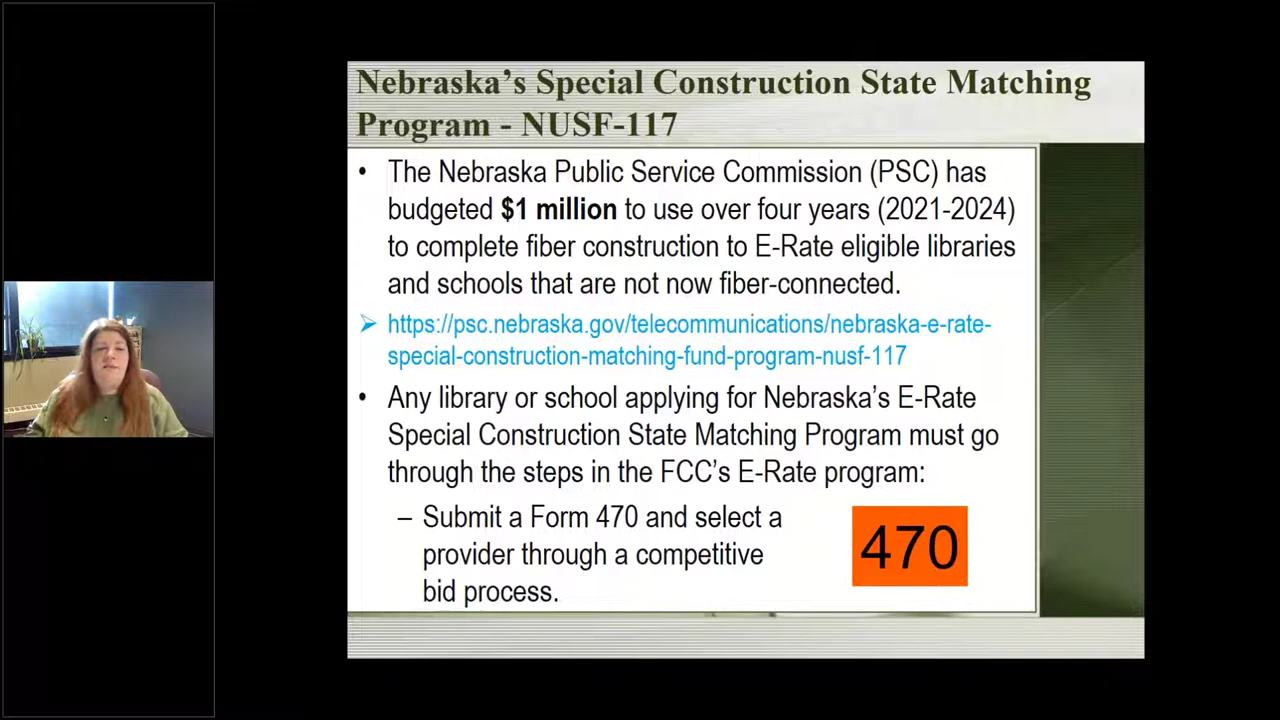 Nebraska's Special Construction State Matching
Program - NUSF-117
• The Nebraska Public Service Commission (PSC) has
budgeted $1 million to use over four years (2021-2024)
to complete fiber construction to E-Rate eligible libraries
and schools that are not now fiber-connected.
➢ https://psc.nebraska.gov/telecommunications/nebraska-e-rate-
special-construction-matching-fund-program-nusf-117
• Any library or school applying for Nebraska's E-Rate
Special Construction State Matching Program must go
through the steps in the FCC's E-Rate program:
– Submit a Form 470 and select a
provider through a competitive
bid process.
470